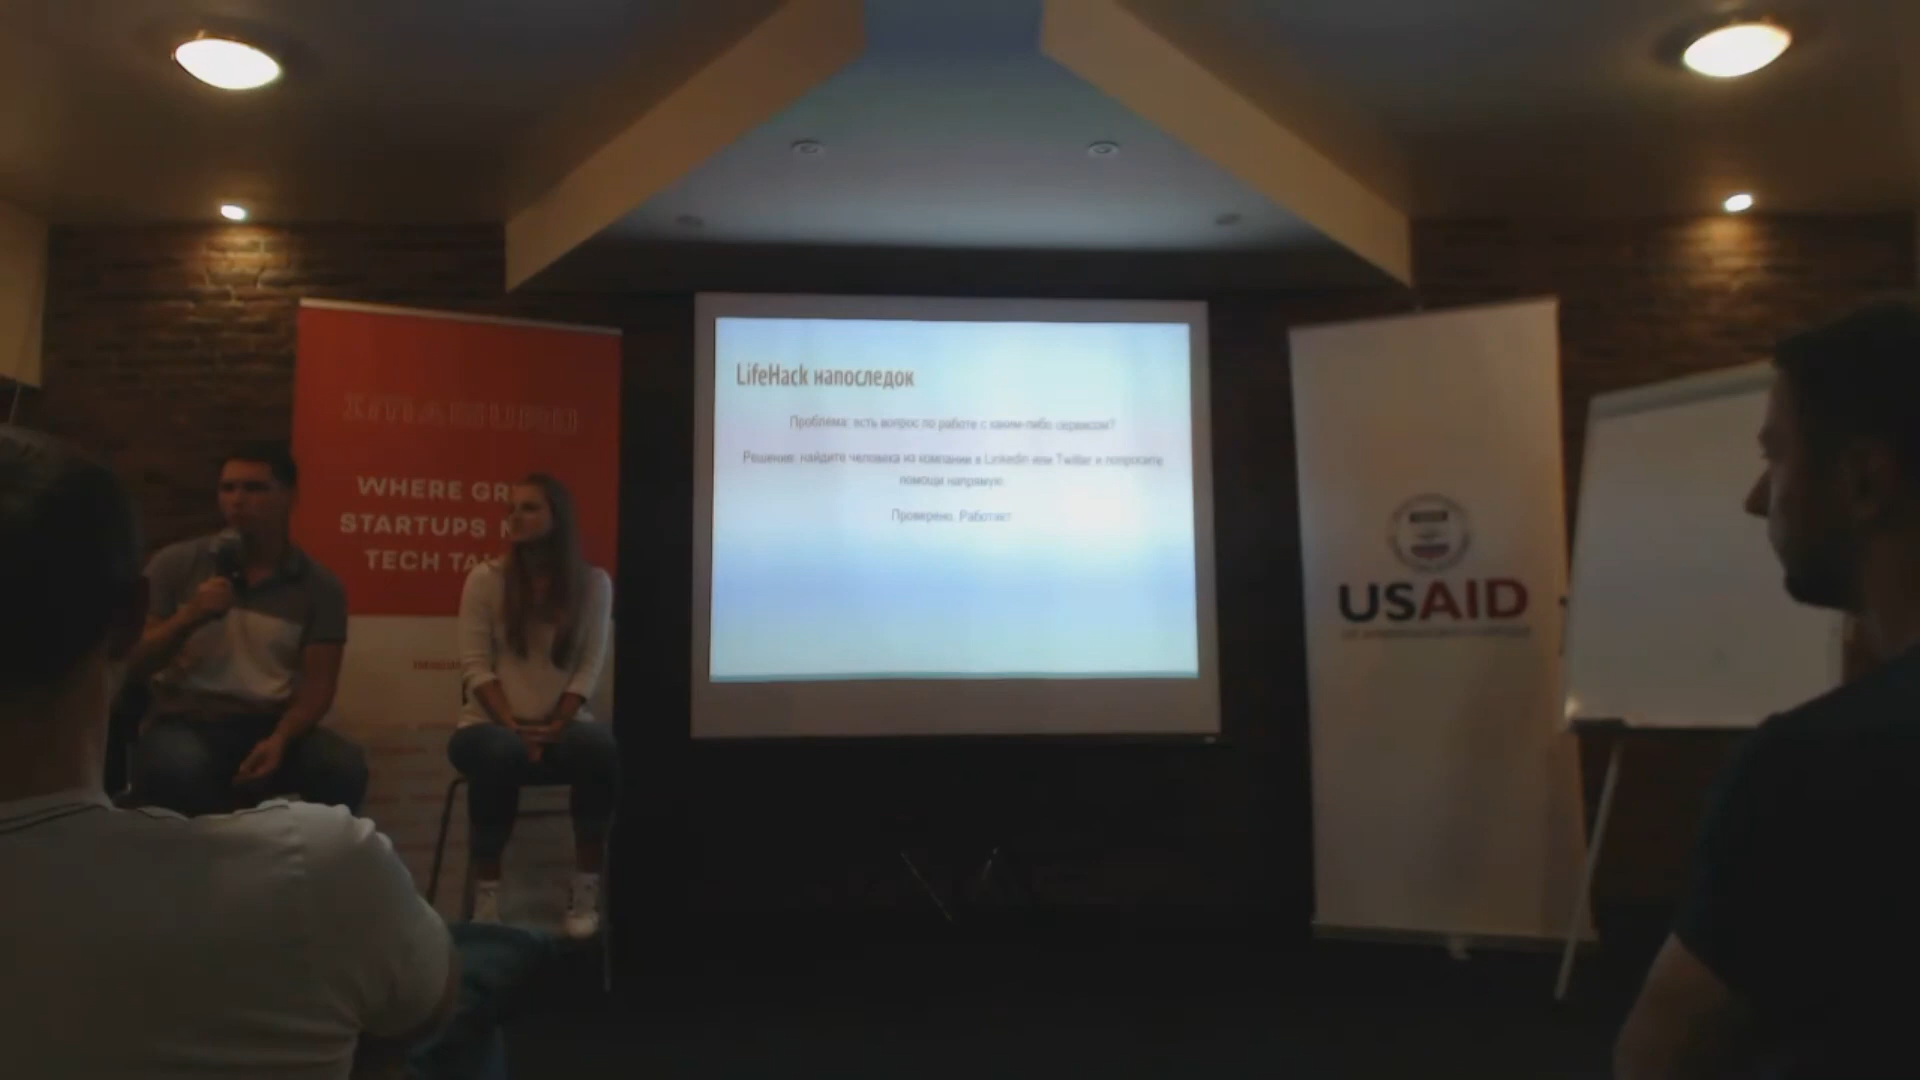 IMAGURU
WHERE GR
STARTUPS
TECH TA
LifeHack напоследок
Проблема: есть вопрос по работе с каким-либо сервисом?
Решение: найдите человека из компании в Linkedin или Twitter и попросите
помощи напрямую
Проверено. Работает
USAID